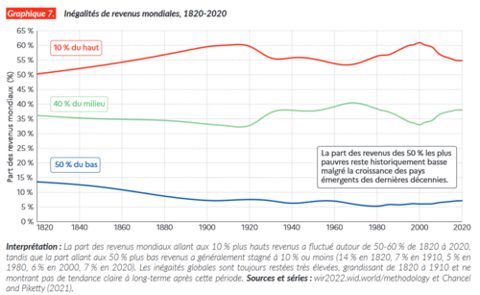 Graphique 7. Inégalités de revenus mondiales, 1820-2020
65 %
60 %
55 %
50 %
45 %
40 %
35 %
30 %
25 %
20 %
15 %
10 %
5 %
0 %
Part des revenus mondiaux (%)
10 % du haut
40 % du milieu
50 % du bas
La part des revenus des 50 % les plus
pauvres reste historiquement basse
malgré la croissance des pays
émergents des dernières décennies.
1820 1840 1860 1880 1900 1920 1940 1960 1980 2000 2020
Interprétation : La part des revenus mondiaux allant aux 10 % plus hauts revenus a fluctué autour de 50-60 % de 1820 à 2020,
tandis que la part allant aux 50 % plus bas revenus a généralement stagné à 10 % ou moins (14 % en 1820, 7 % en 1910, 5 % en
1980, 6 % en 2000, 7 % en 2020). Les inégalités globales sont toujours restées très élevées, grandissant de 1820 à 1910 et ne
montrant pas de tendance claire à long-terme après cette période. Sources et séries : wir2022.wid.world/methodology et Chancel
and Piketty (2021).